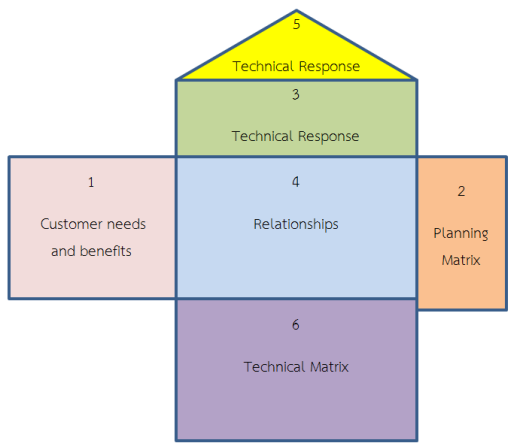 5
Technical Response
3
Technical Response
1
Customer needs
and benefits
4
Relationships
2
Planning
Matrix
6
Technical Matrix